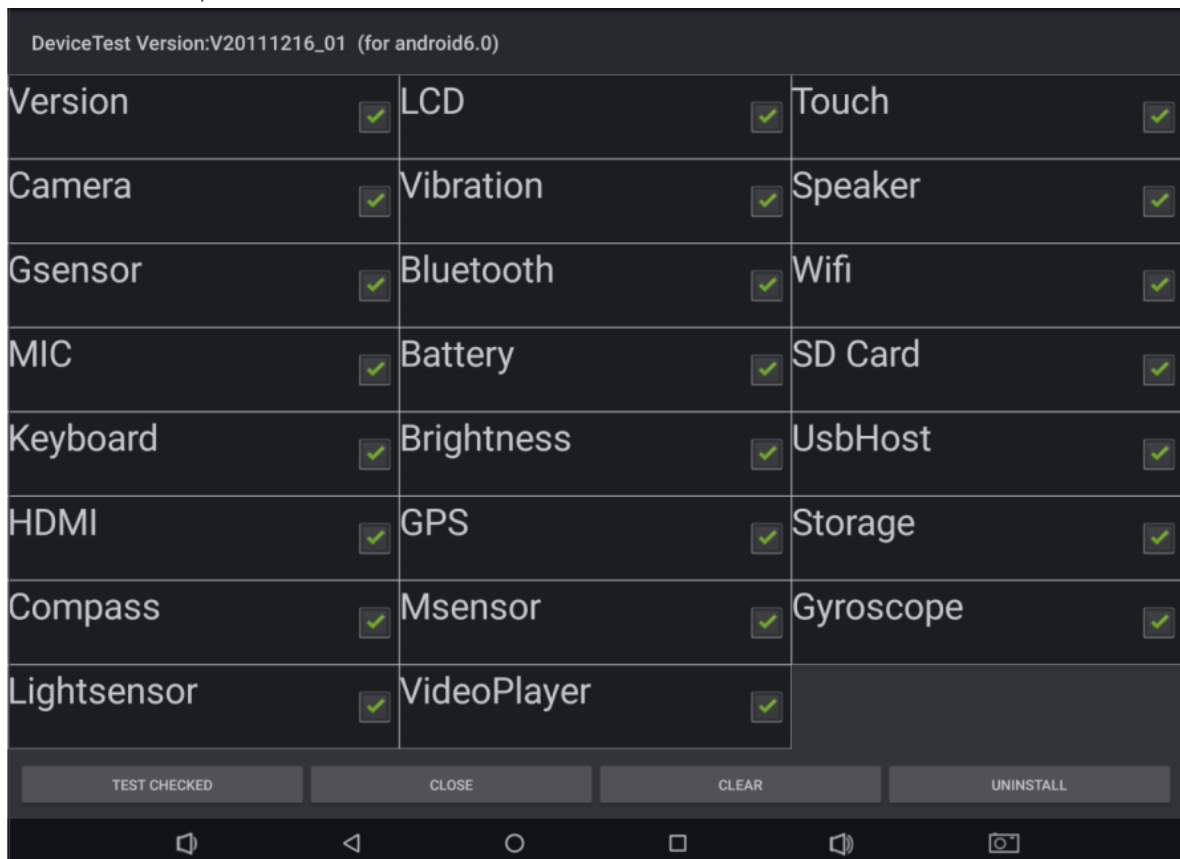 DeviceTest Version:V20111216_01 (for android6.0)
Version LCD Touch
Camera Vibration Speaker
Gsensor Bluetooth Wifi
MIC Battery SD Card
Keyboard Brightness UsbHost
HDMI GPS Storage
Compass Msensor Gyroscope
Lightsensor VideoPlayer
TEST CHECKED CLOSE CLEAR UNINSTALL